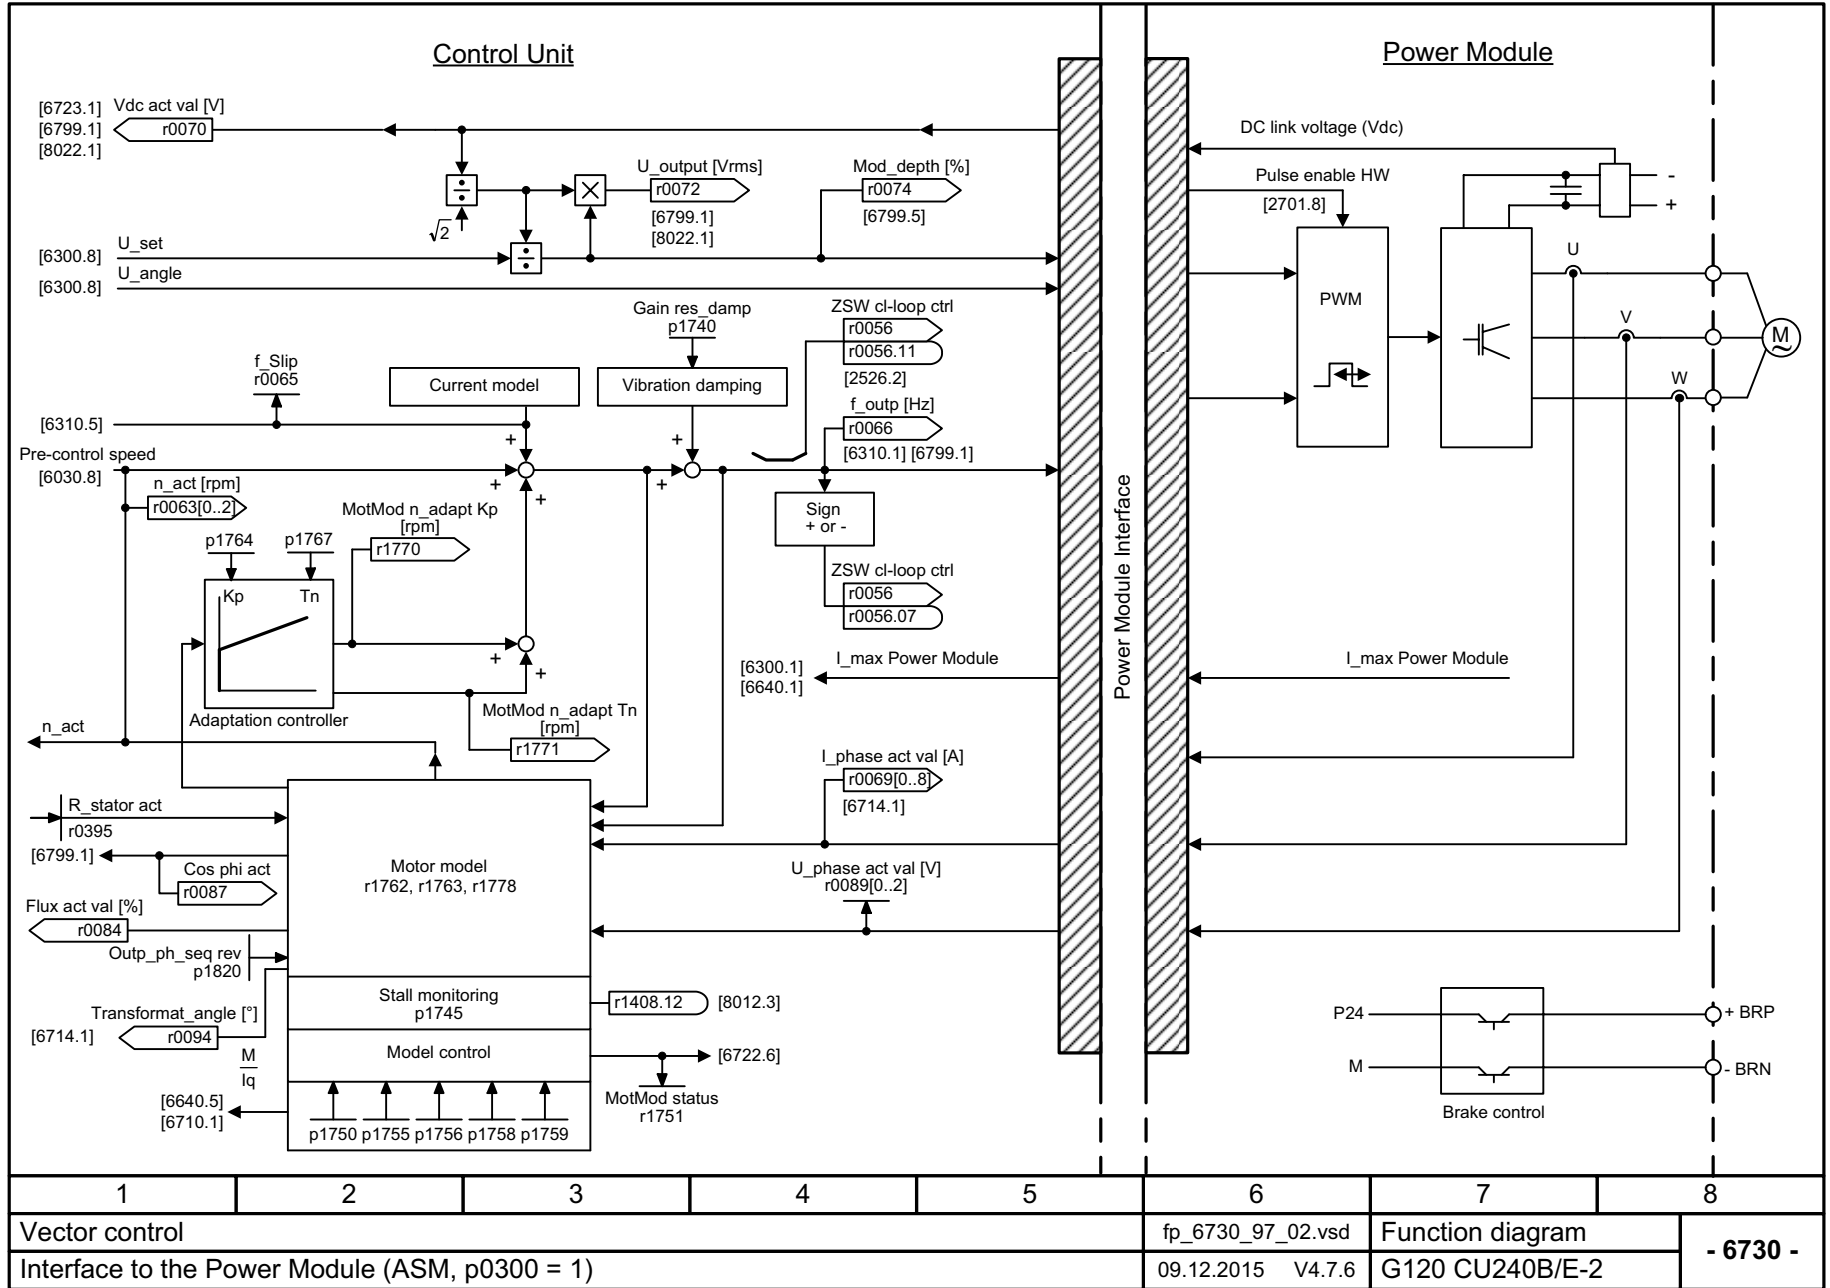 Control Unit
Power Module
[6723.1]
[6799.1]
[8022.1]
Vdc act val [V]
r0070
÷
√2
×
U_output [Vrms]
r0072
[6799.1]
[8022.1]
Mod_depth [%]
r0074
[6799.5]
U_set
[6300.8]
÷
U_angle
[6300.8]
Gain res_damp
p1740
ZSW cl-loop ctrl
r0056
r0056.11
[2526.2]
f_Slip
r0065
Current model
Vibration damping
[6310.5]
f_outp [Hz]
r0066
[6310.1] [6799.1]
Pre-control speed
[6030.8]
+
+
+
+
+
n_act [rpm]
r0063[0..2]
Sign
+ or -
MotMod n_adapt Kp
[rpm]
r1770
p1764
p1767
Kp
Tn
Adaptation controller
+
+
ZSW cl-loop ctrl
r0056
r0056.07
[6300.1]
[6640.1]
I_max Power Module
n_act
MotMod n_adapt Tn
[rpm]
r1771
I_phase act val [A]
r0069[0..8]
[6714.1]
R_stator act
r0395
[6799.1]
Cos phi act
r0087
Motor model
r1762, r1763, r1778
U_phase act val [V]
r0089[0..2]
Flux act val [%]
r0084
Outp_ph_seq rev
p1820
Transformat_angle [°]
[6714.1]
r0094
Stall monitoring
p1745
r1408.12
[8012.3]
Model control
[6722.6]
MotMod status
r1751
M
Iq
[6640.5]
[6710.1]
p1750 p1755 p1756 p1758 p1759
Power Module Interface
DC link voltage (Vdc)
Pulse enable HW
[2701.8]
-
+
PWM
U
V
W
M
~
I_max Power Module
P24
+ BRP
M
- BRN
Brake control
1 2 3 4 5 6 7 8
Vector control
fp_6730_97_02.vsd
Function diagram
- 6730 -
Interface to the Power Module (ASM, p0300 = 1)
09.12.2015 V4.7.6
G120 CU240B/E-2